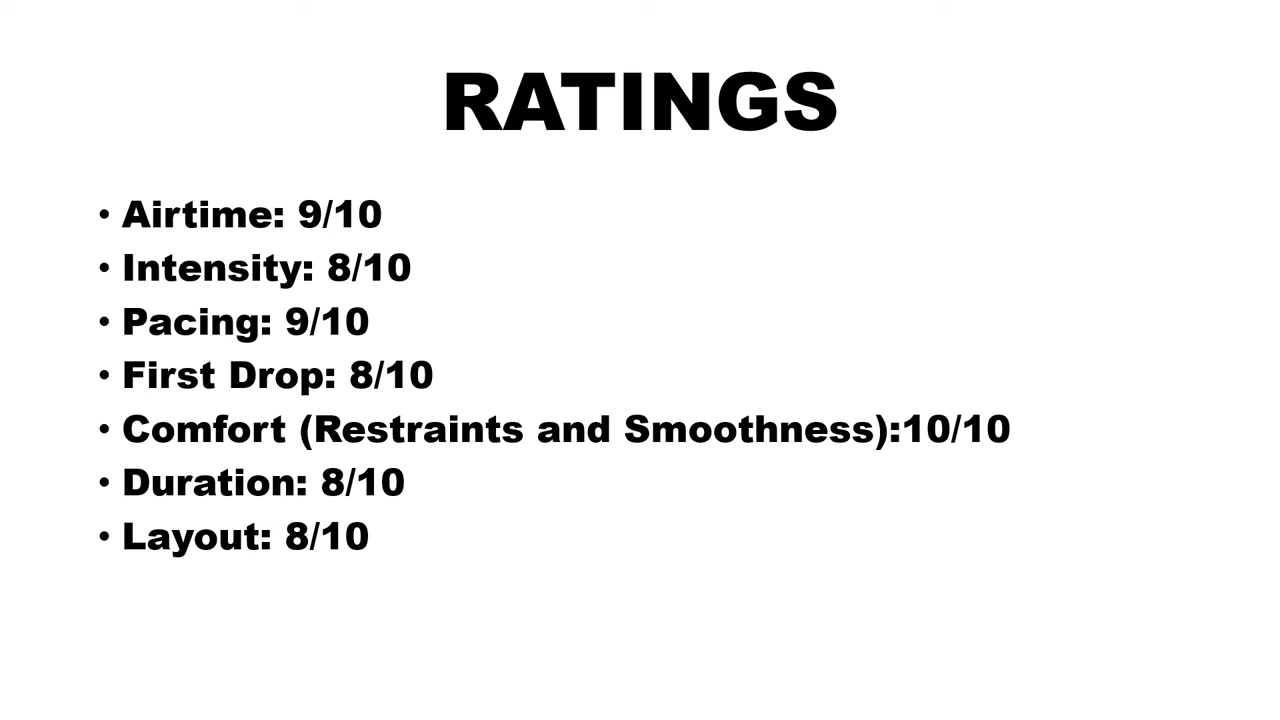 RATINGS
• Airtime: 9/10
• Intensity: 8/10
• Pacing: 9/10
• First Drop: 8/10
• Comfort (Restraints and Smoothness):10/10
• Duration: 8/10
• Layout: 8/10